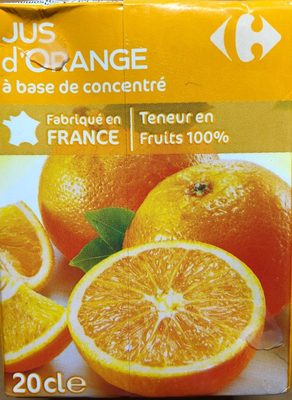 JUS
d'ORANGE
à base de concentré
Fabriqué en
FRANCE
Teneur en
Fruits 100%
20cl℮